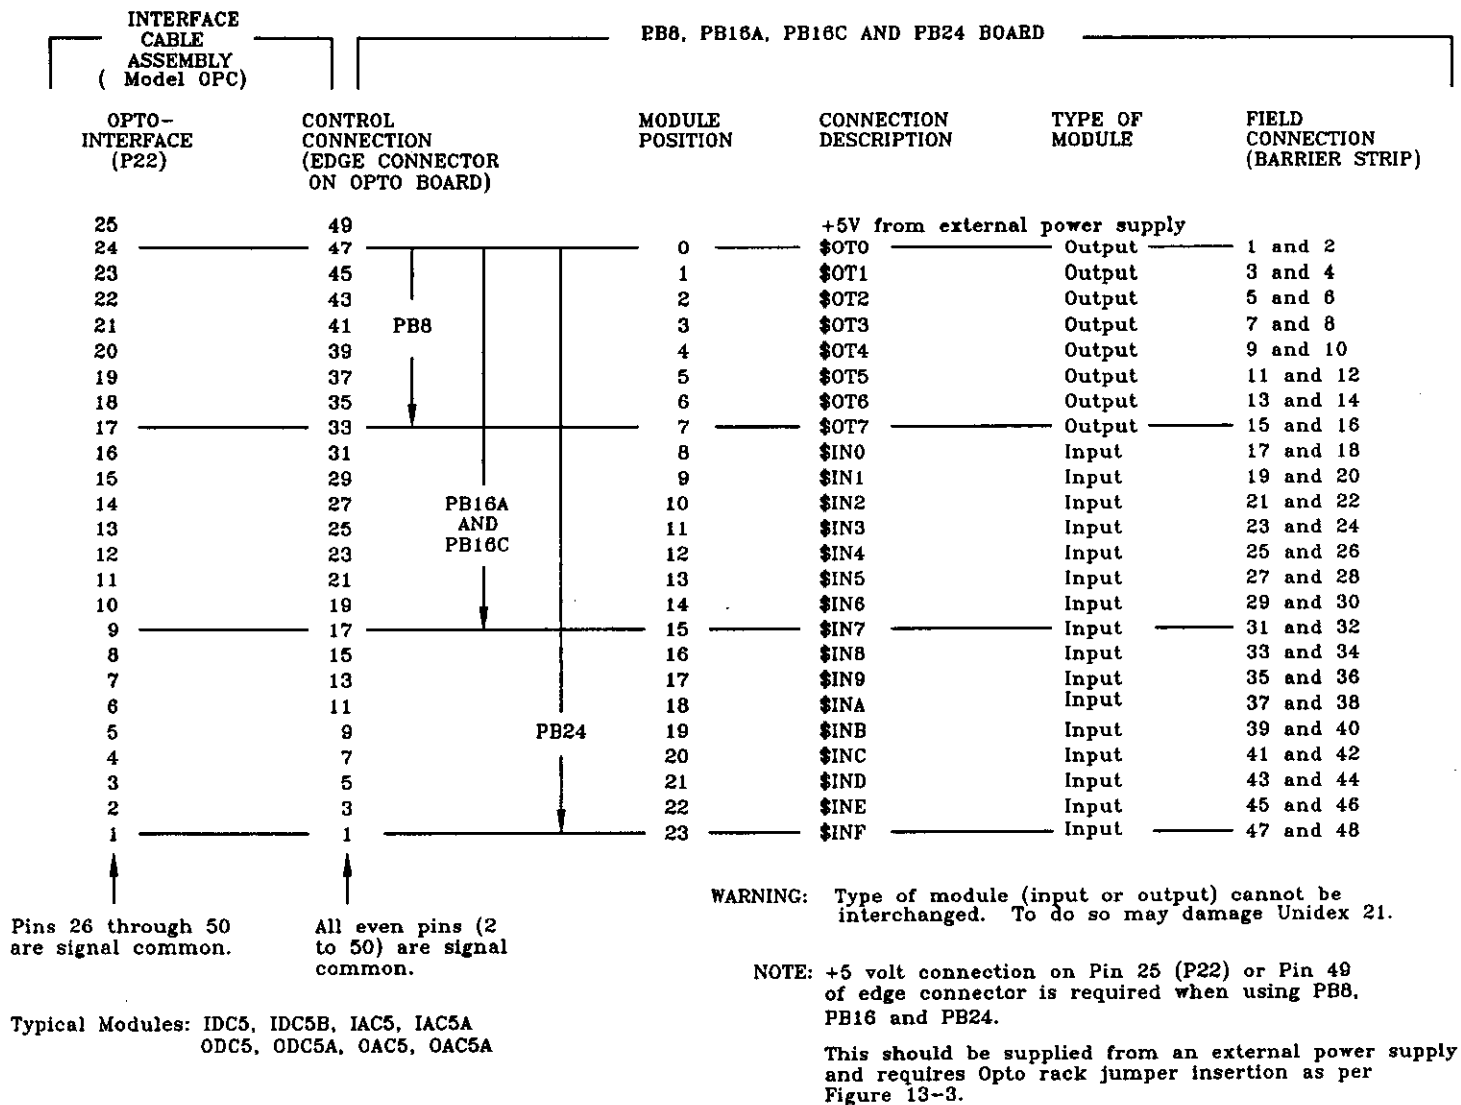 INTERFACE
CABLE
ASSEMBLY
( Model OPC)
PB8, PB16A, PB16C AND PB24 BOARD
OPTO-
INTERFACE
(P22)
CONTROL
CONNECTION
(EDGE CONNECTOR
ON OPTO BOARD)
MODULE
POSITION
CONNECTION
DESCRIPTION
TYPE OF
MODULE
FIELD
CONNECTION
(BARRIER STRIP)
25 49 +5V from external power supply
24 47 0 $OT0 Output 1 and 2
23 45 1 $OT1 Output 3 and 4
22 43 2 $OT2 Output 5 and 6
21 41 PB8 3 $OT3 Output 7 and 8
20 39 4 $OT4 Output 9 and 10
19 37 5 $OT5 Output 11 and 12
18 35 6 $OT6 Output 13 and 14
17 33 7 $OT7 Output 15 and 16
16 31 8 $IN0 Input 17 and 18
15 29 9 $IN1 Input 19 and 20
14 27 PB16A 10 $IN2 Input 21 and 22
13 25 AND 11 $IN3 Input 23 and 24
12 23 PB16C 12 $IN4 Input 25 and 26
11 21 13 $IN5 Input 27 and 28
10 19 14 $IN6 Input 29 and 30
9 17 15 $IN7 Input 31 and 32
8 15 16 $IN8 Input 33 and 34
7 13 17 $IN9 Input 35 and 36
6 11 18 $INA Input 37 and 38
5 9 PB24 19 $INB Input 39 and 40
4 7 20 $INC Input 41 and 42
3 5 21 $IND Input 43 and 44
2 3 22 $INE Input 45 and 46
1 1 23 $INF Input 47 and 48
Pins 26 through 50
are signal common.
All even pins (2
to 50) are signal
common.
WARNING: Type of module (input or output) cannot be
interchanged. To do so may damage Unidex 21.
NOTE: +5 volt connection on Pin 25 (P22) or Pin 49
of edge connector is required when using PB8,
PB16 and PB24.
This should be supplied from an external power supply
and requires Opto rack jumper insertion as per
Figure 13-3.
Typical Modules: IDC5, IDC5B, IAC5, IAC5A
ODC5, ODC5A, OAC5, OAC5A